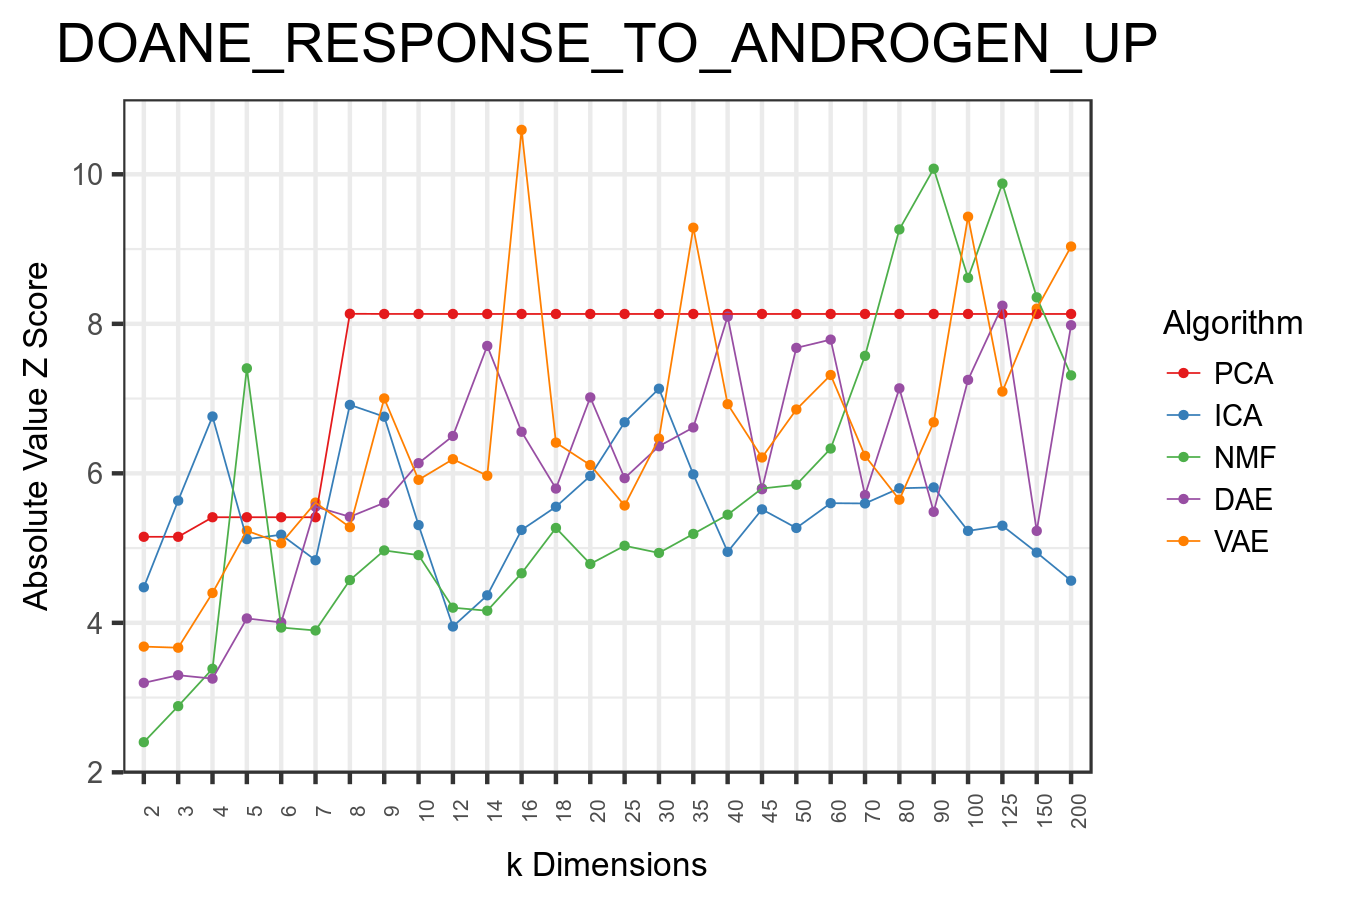 DOANE_RESPONSE_TO_ANDROGEN_UP
Absolute Value Z Score
10
8
6
4
2
2 3 4 5 6 7 8 9 10 12 14 16 18 20 25 30 35 40 45 50 60 70 80 90 100 125 150 200
k Dimensions
Algorithm
PCA
ICA
NMF
DAE
VAE